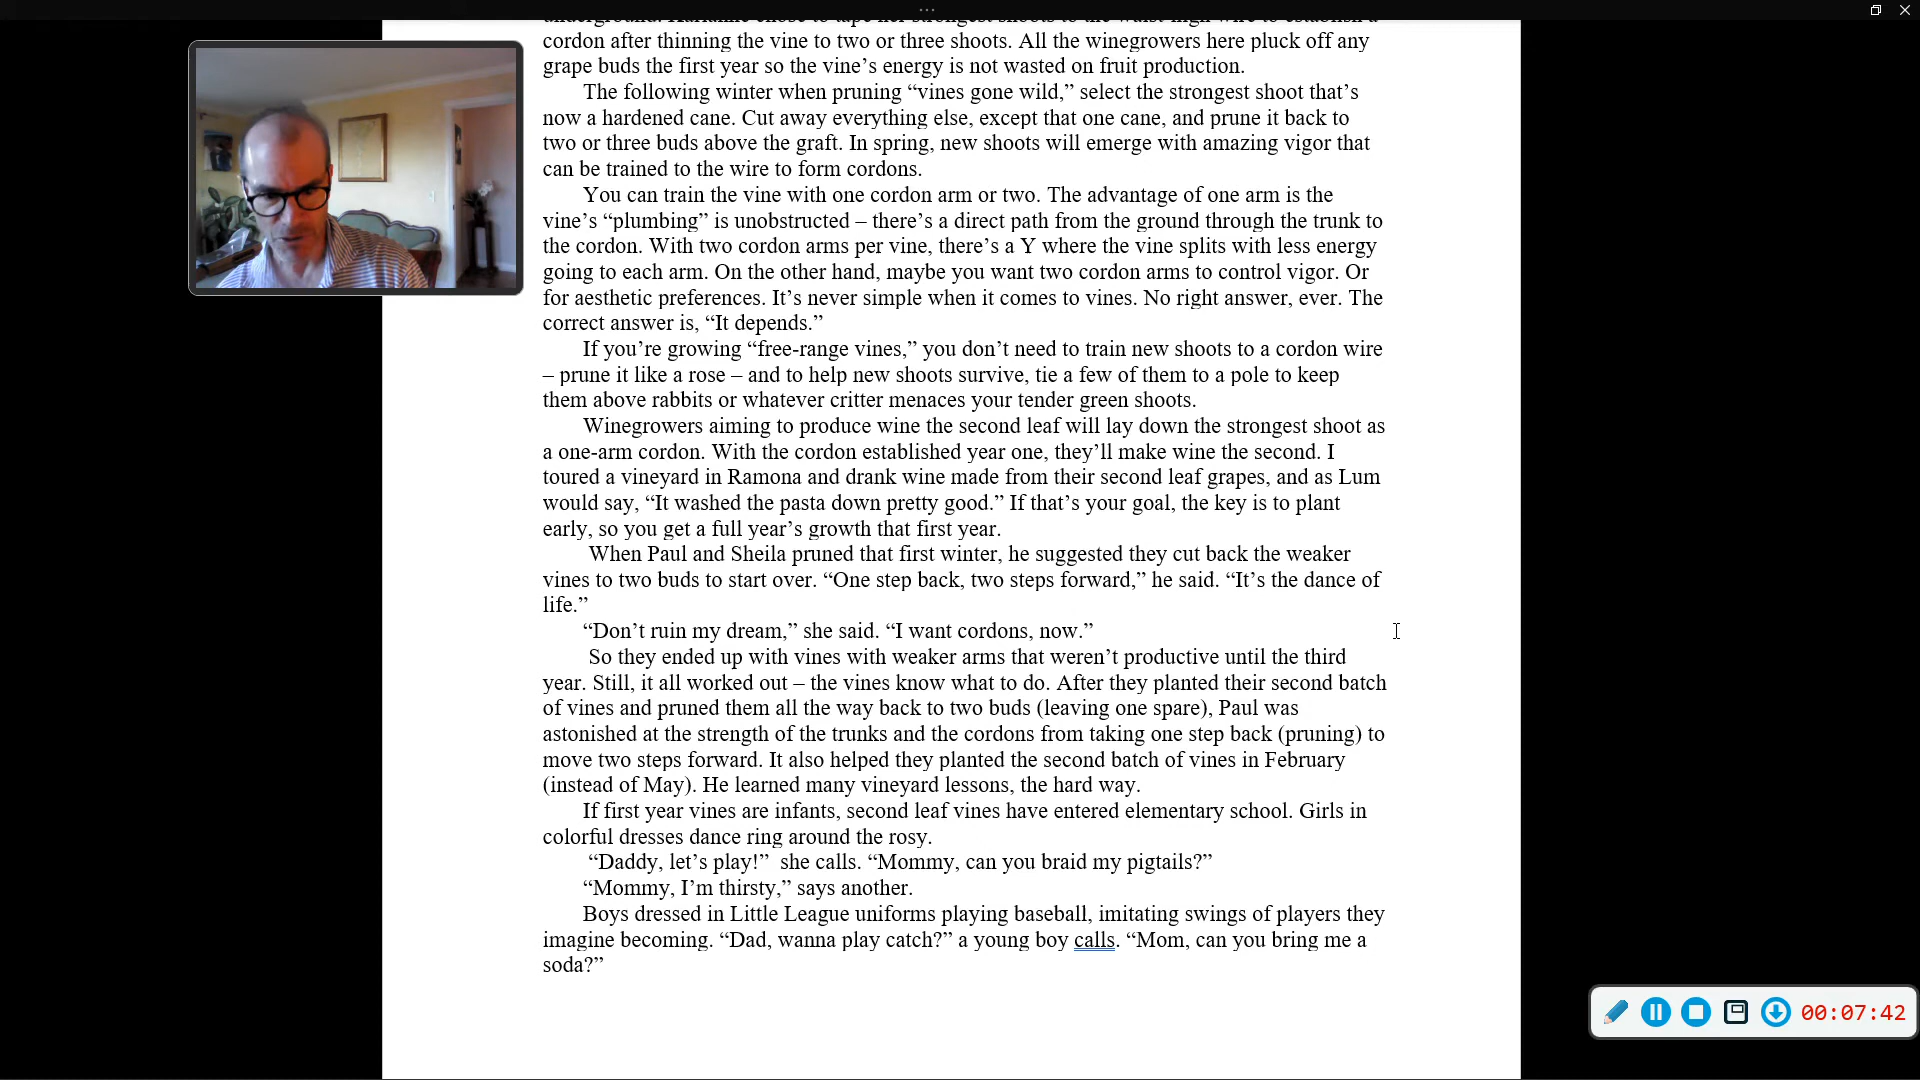 underground. Karianne chose to tape her strongest shoots to the waist-high wire to establish a
cordon after thinning the vine to two or three shoots. All the winegrowers here pluck off any
grape buds the first year so the vine’s energy is not wasted on fruit production.
The following winter when pruning “vines gone wild,” select the strongest shoot that’s
now a hardened cane. Cut away everything else, except that one cane, and prune it back to
two or three buds above the graft. In spring, new shoots will emerge with amazing vigor that
can be trained to the wire to form cordons.
You can train the vine with one cordon arm or two. The advantage of one arm is the
vine’s “plumbing” is unobstructed – there’s a direct path from the ground through the trunk to
the cordon. With two cordon arms per vine, there’s a Y where the vine splits with less energy
going to each arm. On the other hand, maybe you want two cordon arms to control vigor. Or
for aesthetic preferences. It’s never simple when it comes to vines. No right answer, ever. The
correct answer is, “It depends.”
If you’re growing “free-range vines,” you don’t need to train new shoots to a cordon wire
– prune it like a rose – and to help new shoots survive, tie a few of them to a pole to keep
them above rabbits or whatever critter menaces your tender green shoots.
Winegrowers aiming to produce wine the second leaf will lay down the strongest shoot as
a one-arm cordon. With the cordon established year one, they’ll make wine the second. I
toured a vineyard in Ramona and drank wine made from their second leaf grapes, and as Lum
would say, “It washed the pasta down pretty good.” If that’s your goal, the key is to plant
early, so you get a full year’s growth that first year.
When Paul and Sheila pruned that first winter, he suggested they cut back the weaker
vines to two buds to start over. “One step back, two steps forward,” he said. “It’s the dance of
life.”
“Don’t ruin my dream,” she said. “I want cordons, now.”
So they ended up with vines with weaker arms that weren’t productive until the third
year. Still, it all worked out – the vines know what to do. After they planted their second batch
of vines and pruned them all the way back to two buds (leaving one spare), Paul was
astonished at the strength of the trunks and the cordons from taking one step back (pruning) to
move two steps forward. It also helped they planted the second batch of vines in February
(instead of May). He learned many vineyard lessons, the hard way.
If first year vines are infants, second leaf vines have entered elementary school. Girls in
colorful dresses dance ring around the rosy.
“Daddy, let’s play!”  she calls. “Mommy, can you braid my pigtails?”
“Mommy, I’m thirsty,” says another.
Boys dressed in Little League uniforms playing baseball, imitating swings of players they
imagine becoming. “Dad, wanna play catch?” a young boy calls. “Mom, can you bring me a
soda?”
00:07:42